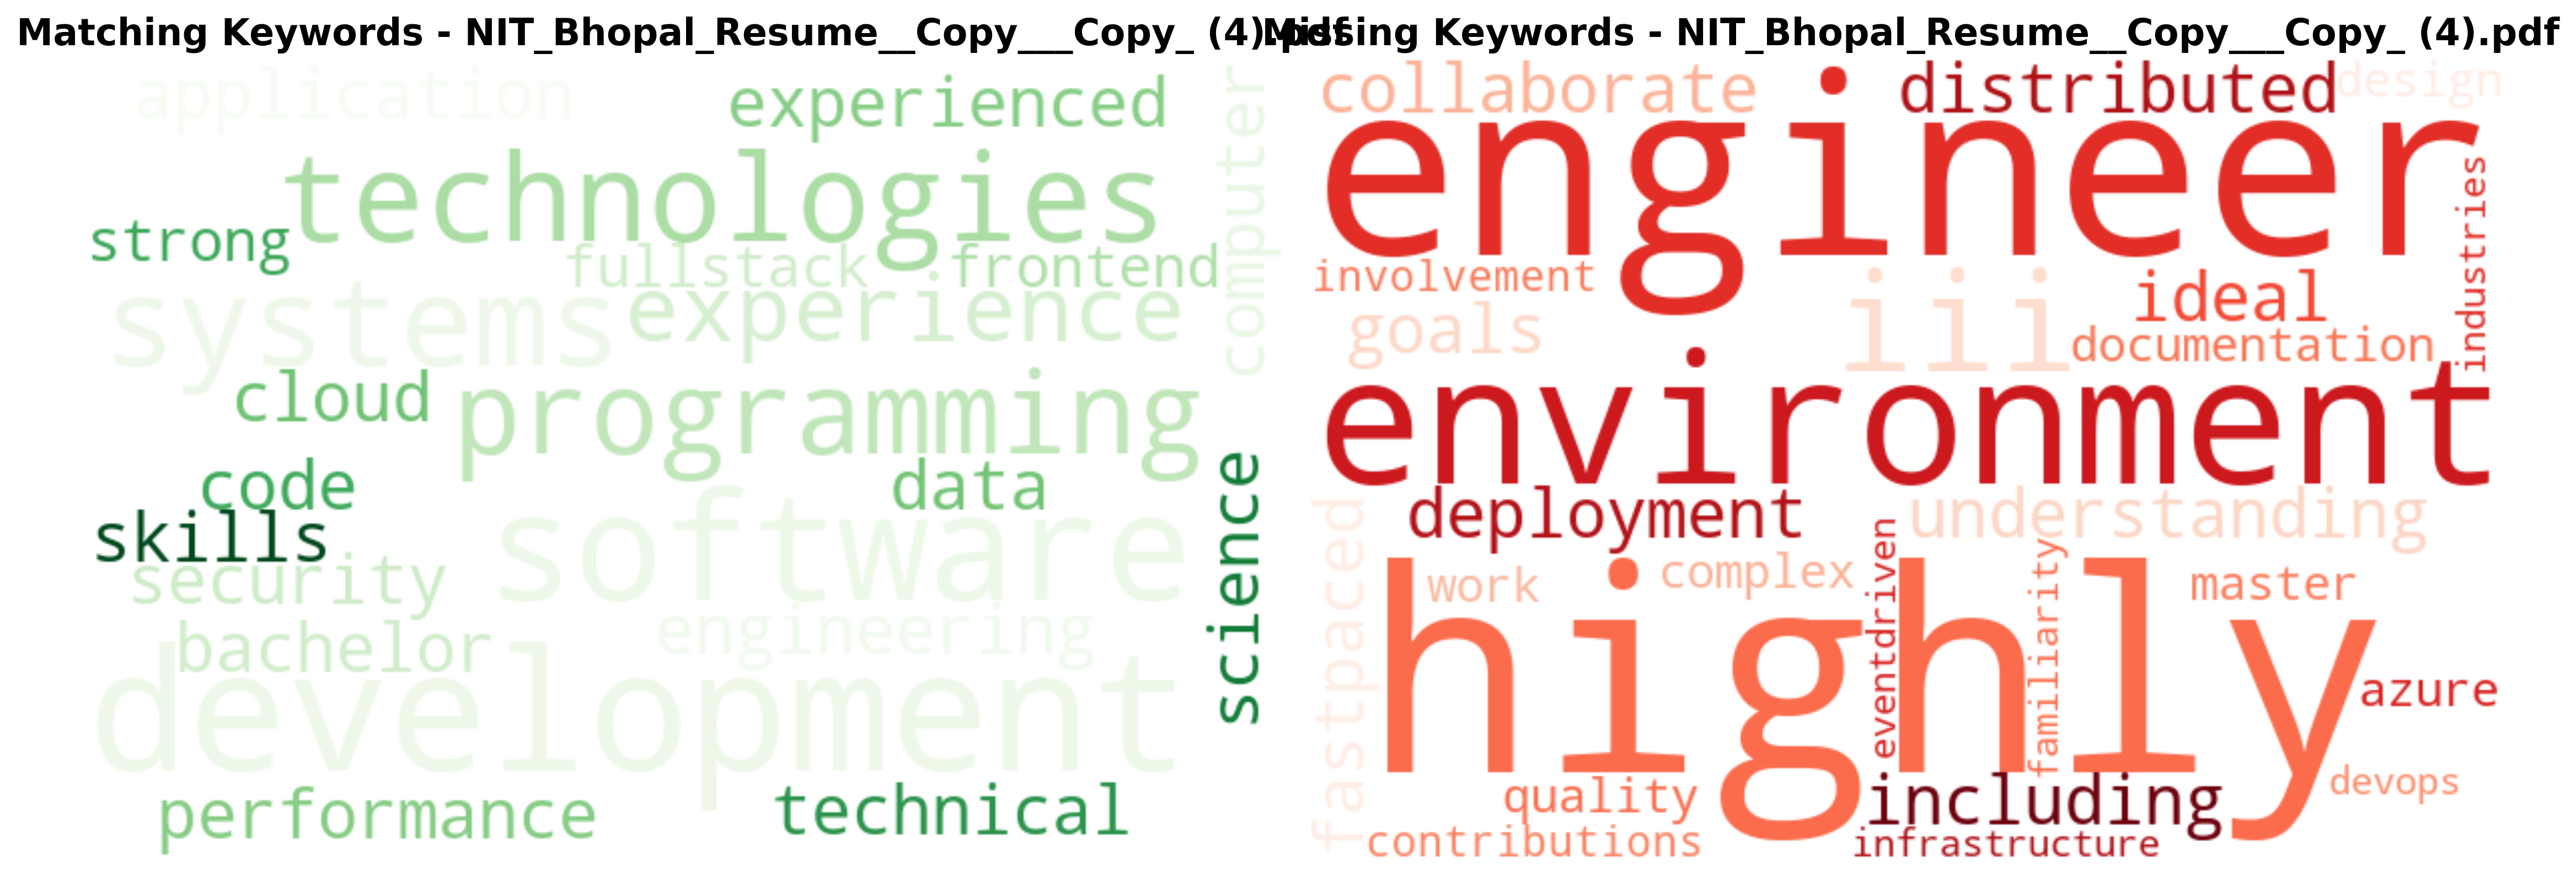 Matching Keywords - NIT_Bhopal_Resume__Copy___Copy_ (4).pdf
application
experienced
computer
technologies
strong
fullstack
frontend
systems
experience
cloud
programming
code
data
skills
software
science
security
bachelor
engineering
development
performance
technical
Missing Keywords - NIT_Bhopal_Resume__Copy___Copy_ (4).pdf
collaborate
distributed
design
engineer
industries
involvement
iii
ideal
goals
documentation
environment
deployment
understanding
fastpaced
work
complex
eventdriven
familiarity
master
highly
azure
devops
quality
including
contributions
infrastructure